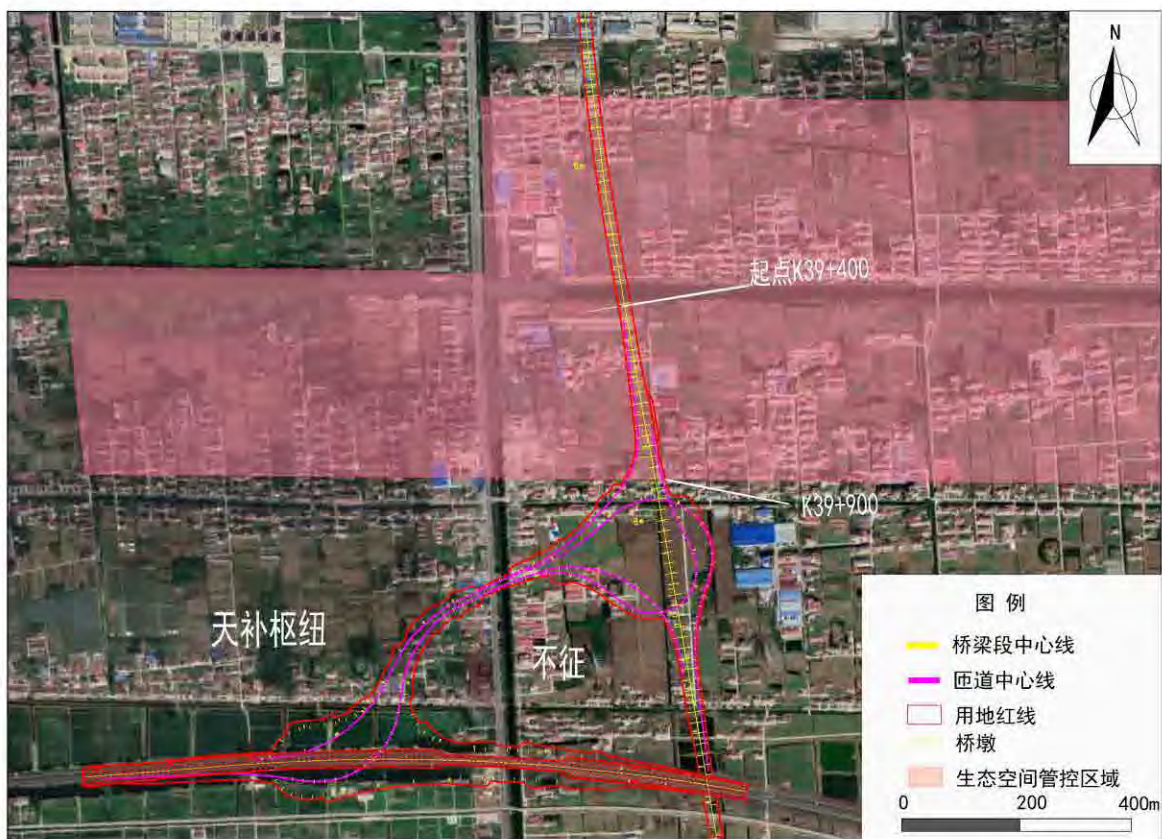 N
起点K39+400
K39+900
天补枢纽
不征
图 例
桥梁段中心线
匝道中心线
用地红线
桥墩
生态空间管控区域
0 200 400m